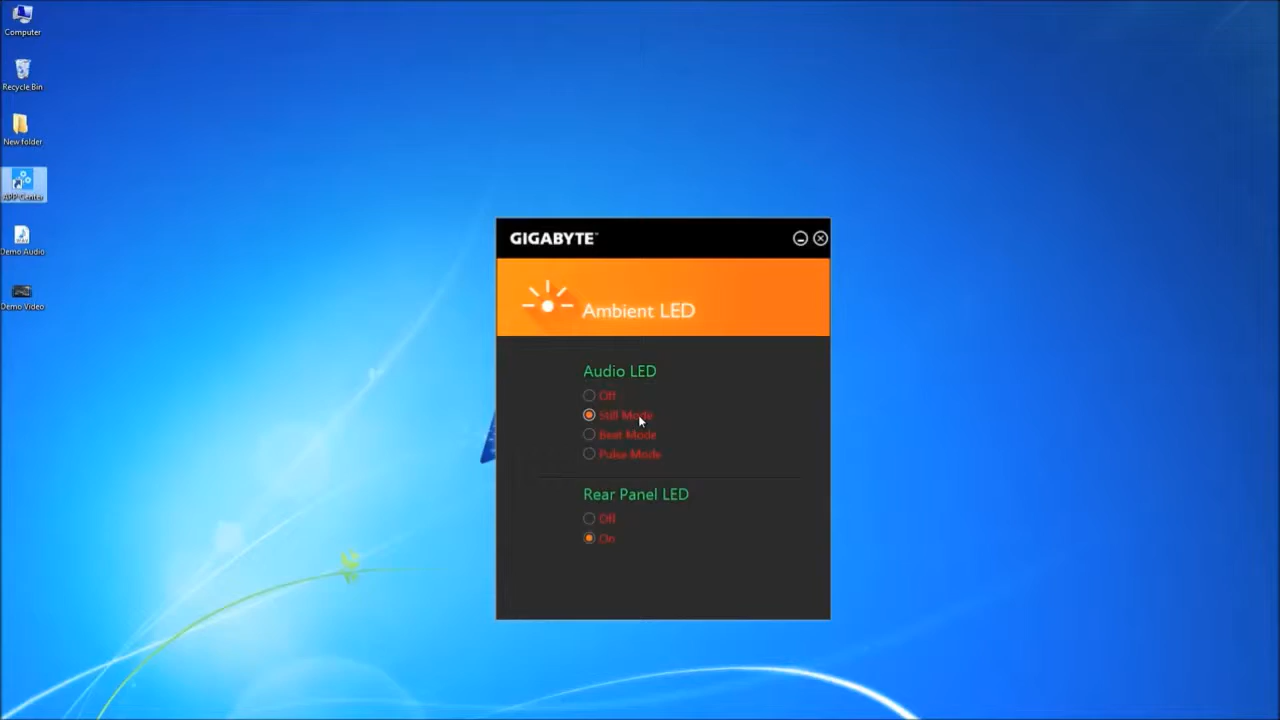 Computer
Recycle Bin
New folder
APP Center
Demo Audio
Demo Video
GIGABYTE™
Ambient LED
Audio LED
Off
Still Mode
Beat Mode
Pulse Mode
Rear Panel LED
Off
On